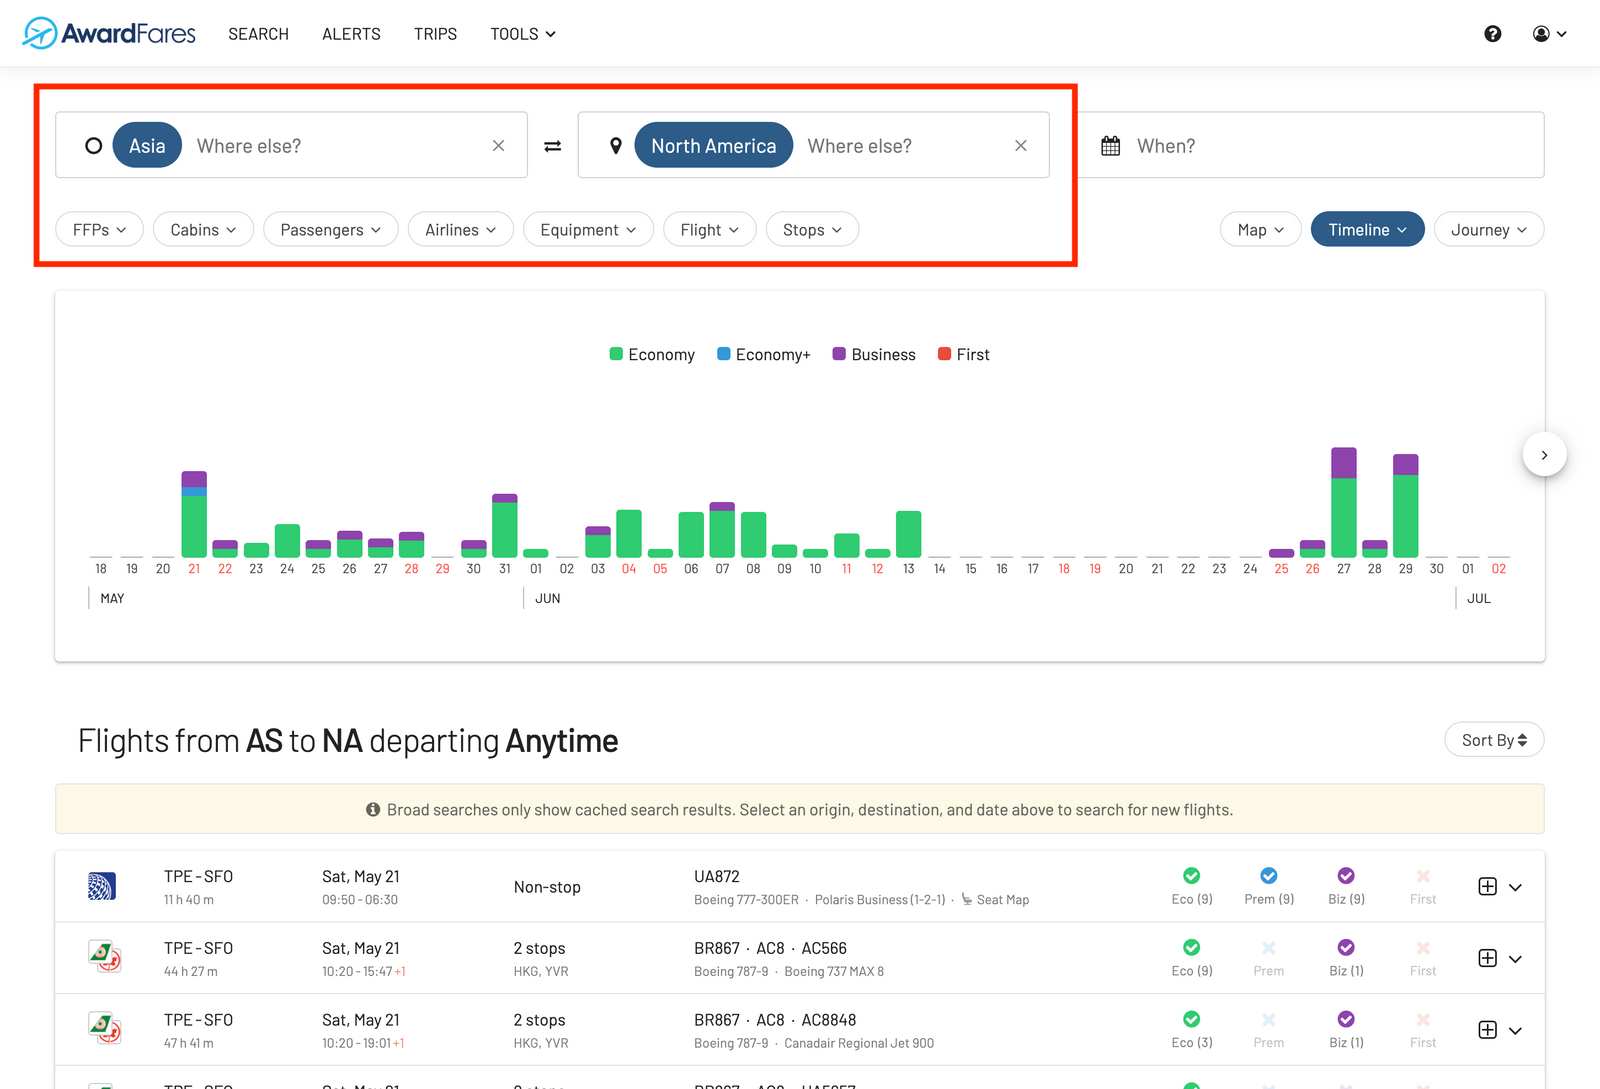 AwardFares SEARCH ALERTS TRIPS TOOLS
Asia Where else? North America Where else? When?
FFPs Cabins Passengers Airlines Equipment Flight Stops Map Timeline Journey
Economy Economy+ Business First
18 19 20 21 22 23 24 25 26 27 28 29 30 31 01 02 03 04 05 06 07 08 09 10 11 12 13 14 15 16 17 18 19 20 21 22 23 24 25 26 27 28 29 30 01 02
MAY JUN JUL
Flights from AS to NA departing Anytime Sort By
Broad searches only show cached search results. Select an origin, destination, and date above to search for new flights.
TPE - SFO Sat, May 21 Non-stop UA872
11 h 40 m 09:50 - 06:30 Boeing 777-300ER · Polaris Business (1-2-1) · Seat Map Eco (9) Prem (9) Biz (9) First
TPE - SFO Sat, May 21 2 stops BR867 · AC8 · AC566
44 h 27 m 10:20 - 15:47 +1 HKG, YVR Boeing 787-9 · Boeing 737 MAX 8 Eco (9) Prem Biz (1) First
TPE - SFO Sat, May 21 2 stops BR867 · AC8 · AC8848
47 h 41 m 10:20 - 19:01 +1 HKG, YVR Boeing 787-9 · Canadair Regional Jet 900 Eco (3) Prem Biz (1) First